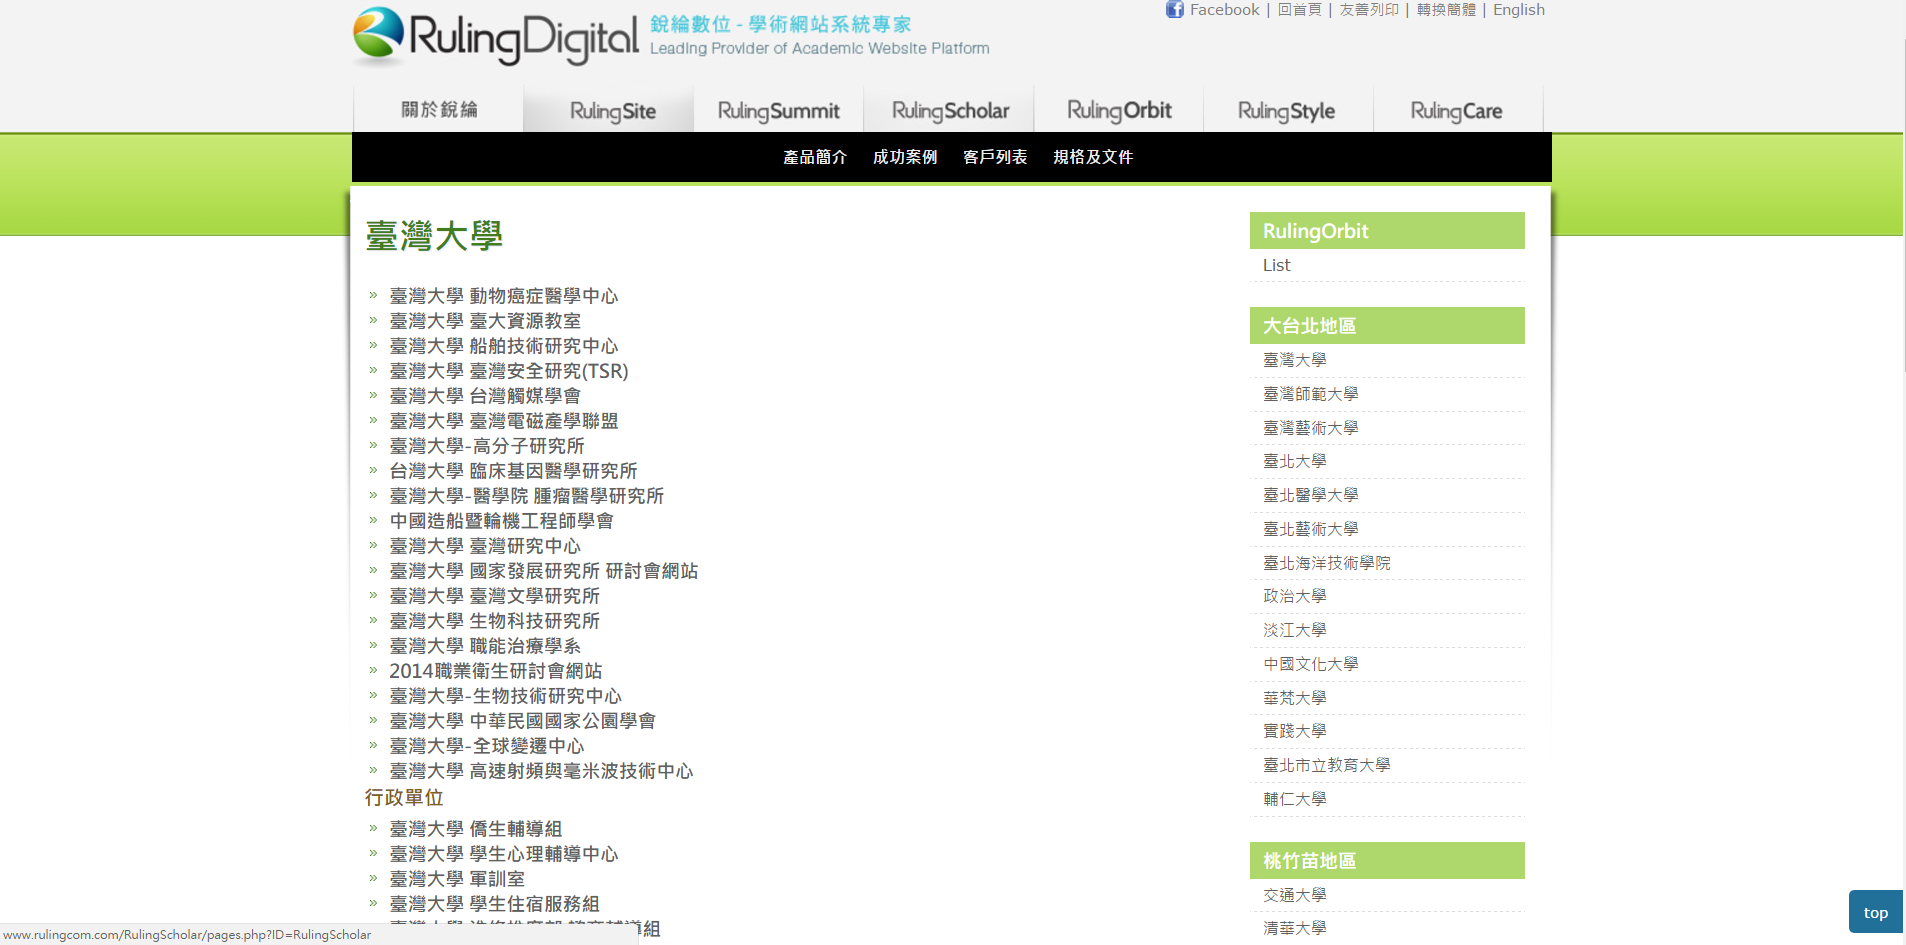 RulingDigital 銳綸數位 - 學術網站系統專家
Leading Provider of Academic Website Platform
Facebook | 回首頁 | 友善列印 | 轉換簡體 | English
關於銳綸 RulingSite RulingSummit RulingScholar RulingOrbit RulingStyle RulingCare
產品簡介 成功案例 客戶列表 規格及文件
臺灣大學
» 臺灣大學 動物癌症醫學中心
» 臺灣大學 臺大資源教室
» 臺灣大學 船舶技術研究中心
» 臺灣大學 臺灣安全研究(TSR)
» 臺灣大學 台灣觸媒學會
» 臺灣大學 臺灣電磁產學聯盟
» 臺灣大學-高分子研究所
» 台灣大學 臨床基因醫學研究所
» 臺灣大學-醫學院 腫瘤醫學研究所
» 中國造船暨輪機工程師學會
» 臺灣大學 臺灣研究中心
» 臺灣大學 國家發展研究所 研討會網站
» 臺灣大學 臺灣文學研究所
» 臺灣大學 生物科技研究所
» 臺灣大學 職能治療學系
» 2014職業衛生研討會網站
» 臺灣大學-生物技術研究中心
» 臺灣大學 中華民國國家公園學會
» 臺灣大學-全球變遷中心
» 臺灣大學 高速射頻與毫米波技術中心
行政單位
» 臺灣大學 僑生輔導組
» 臺灣大學 學生心理輔導中心
» 臺灣大學 軍訓室
» 臺灣大學 學生住宿服務組
導組
RulingOrbit
List
大台北地區
臺灣大學
臺灣師範大學
臺灣藝術大學
臺北大學
臺北醫學大學
臺北藝術大學
臺北海洋技術學院
政治大學
淡江大學
中國文化大學
華梵大學
實踐大學
臺北市立教育大學
輔仁大學
桃竹苗地區
交通大學
清華大學
top
www.rulingcom.com/RulingScholar/pages.php?ID=RulingScholar